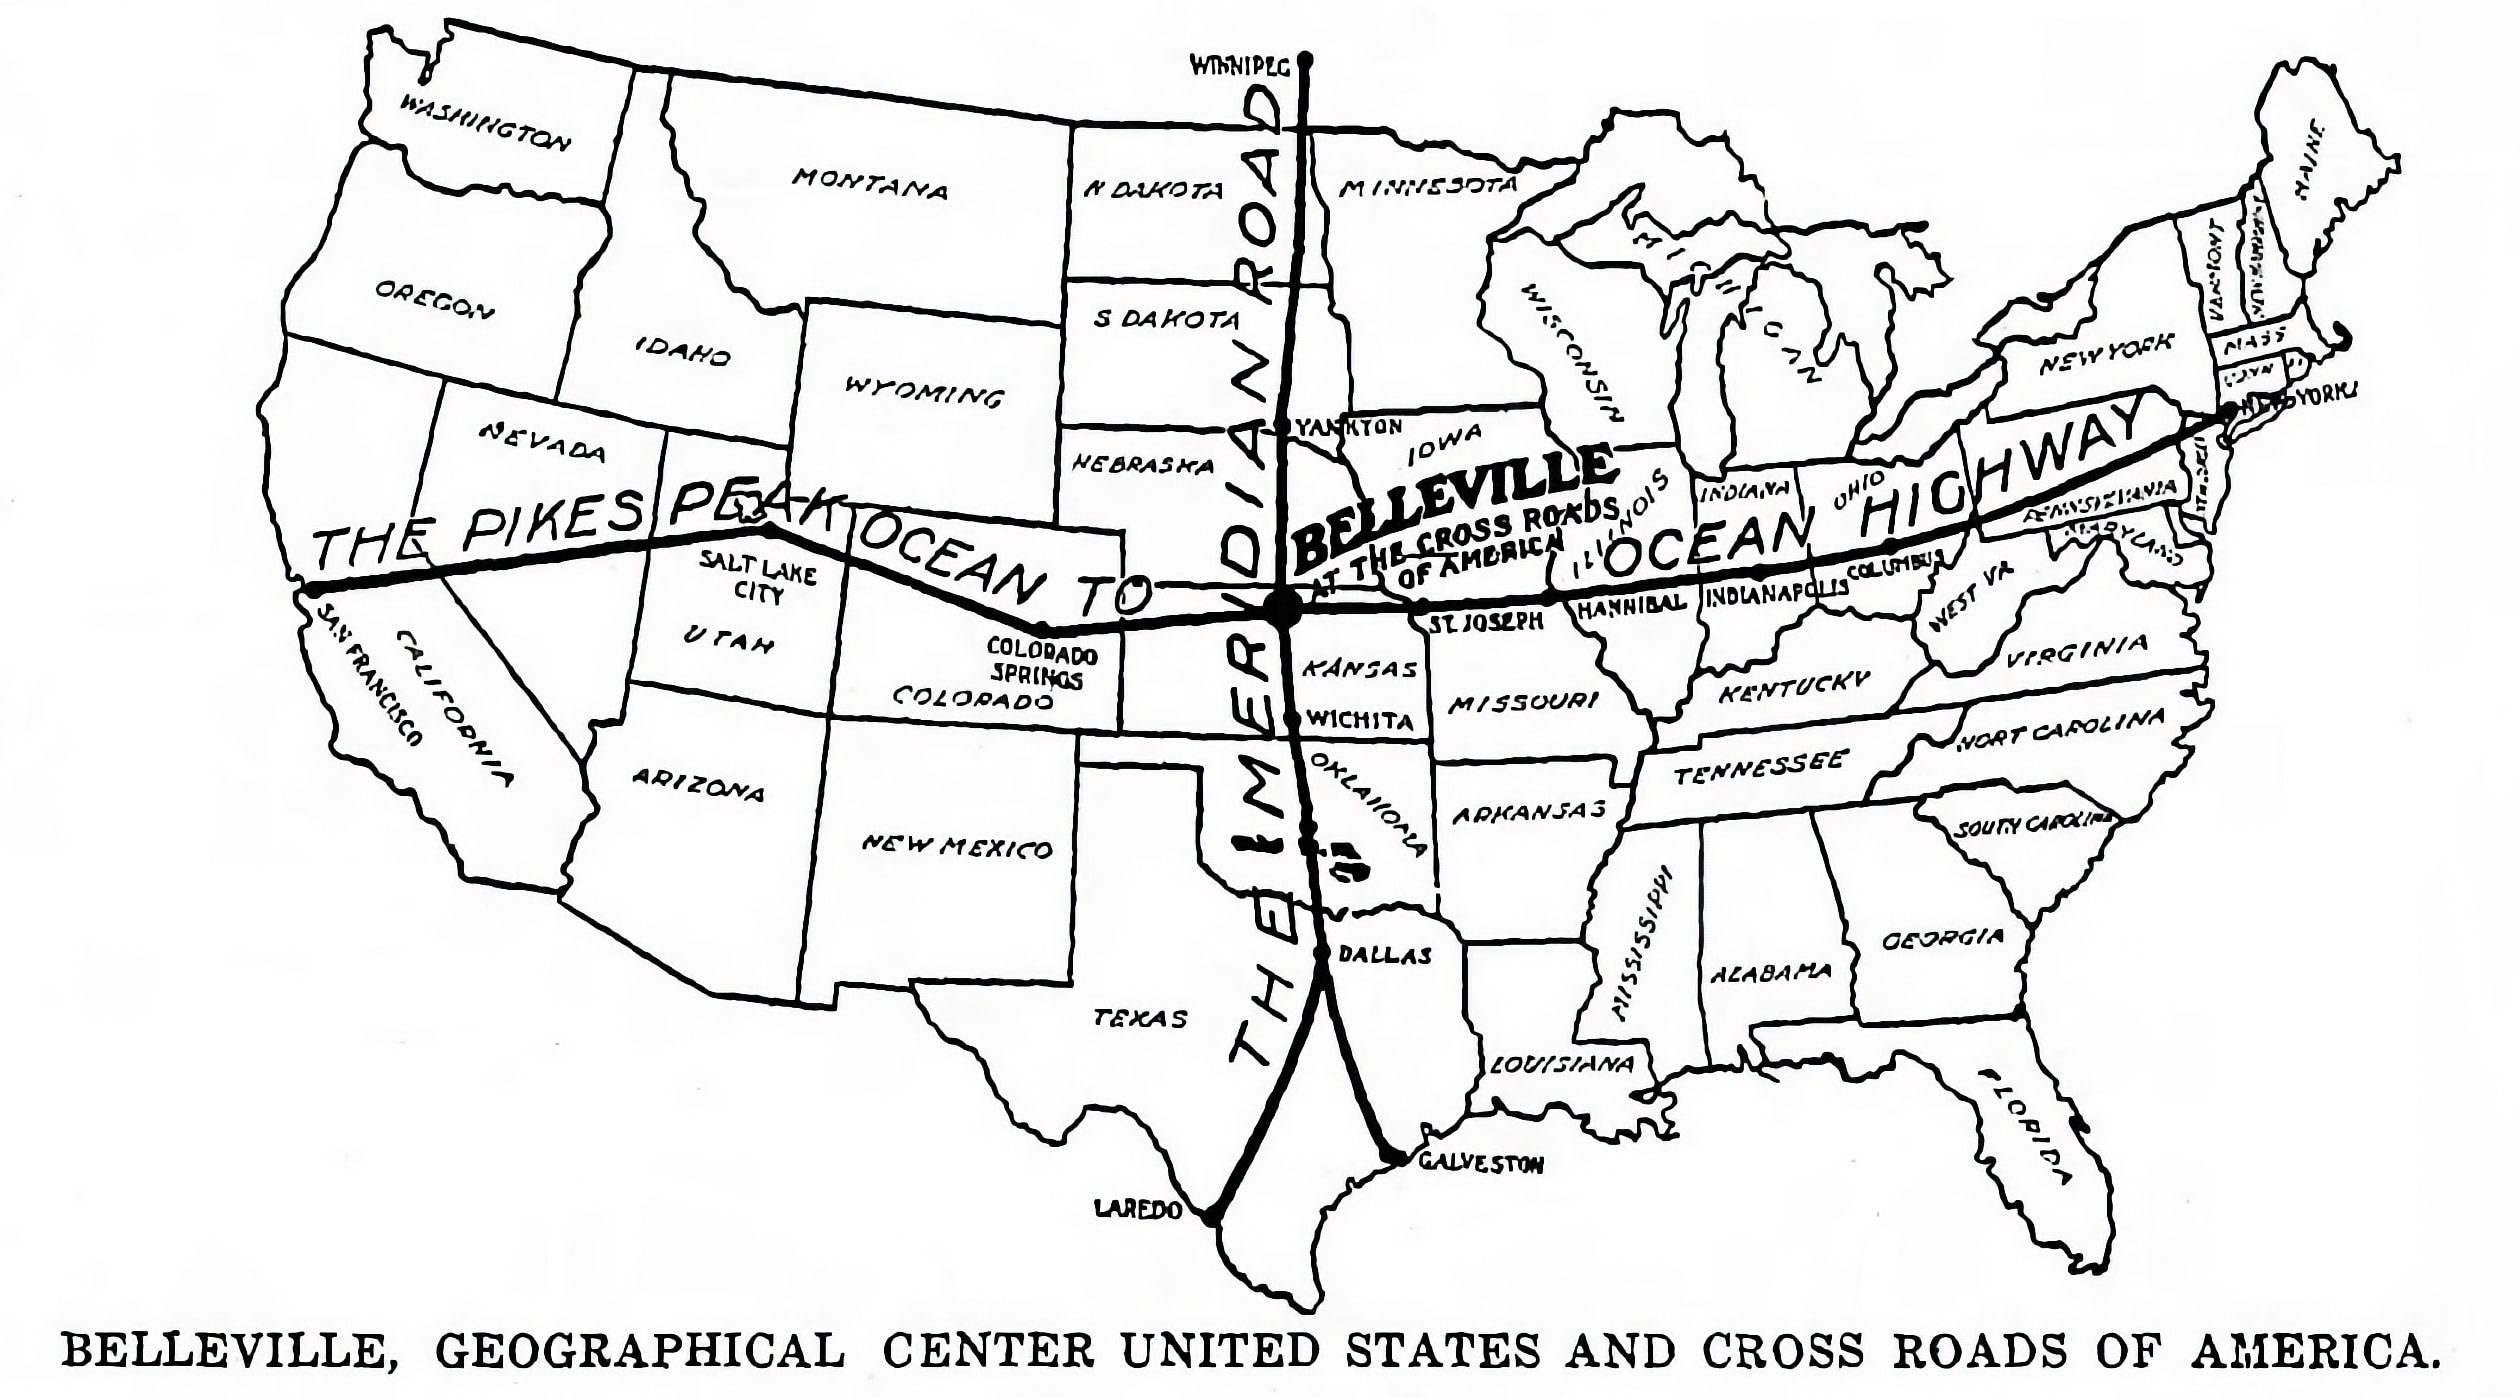 WINNIPEG
WASHINGTON
MONTANA
N DAKOTA
MINNESOTA
MAINE
OREGON
IDAHO
S DAKOTA
WISCONSIN
MICHIGAN
VERMONT
MASS
CONN
RI
NEW YORK
NEW YORK
WYOMING
NEVADA
NEBRASKA
YANKTON
IOWA
ILLINOIS
INDIANA
OHIO
PENNSYLVANIA
MARYLAND
THE PIKES PEAK OCEAN TO OCEAN HIGHWAY
THE MERIDIAN ROAD
BELLEVILLE
AT THE CROSS ROADS
OF AMERICA
SALT LAKE
CITY
UTAH
SAN FRANCISCO
CALIFORNIA
COLORADO
SPRINGS
COLORADO
KANSAS
WICHITA
ST. JOSEPH
HANNIBAL
INDIANAPOLIS
COLUMBUS
WEST VA
VIRGINIA
MISSOURI
KENTUCKY
NORT CAROLINA
TENNESSEE
ARIZONA
NEW MEXICO
OKLAHOMA
ARKANSAS
SOUTH CAROLINA
MISSISSIPPI
ALABAMA
GEORGIA
DALLAS
TEXAS
LOUISIANA
FLORIDA
GALVESTON
LAREDO
BELLEVILLE, GEOGRAPHICAL CENTER UNITED STATES AND CROSS ROADS OF AMERICA.